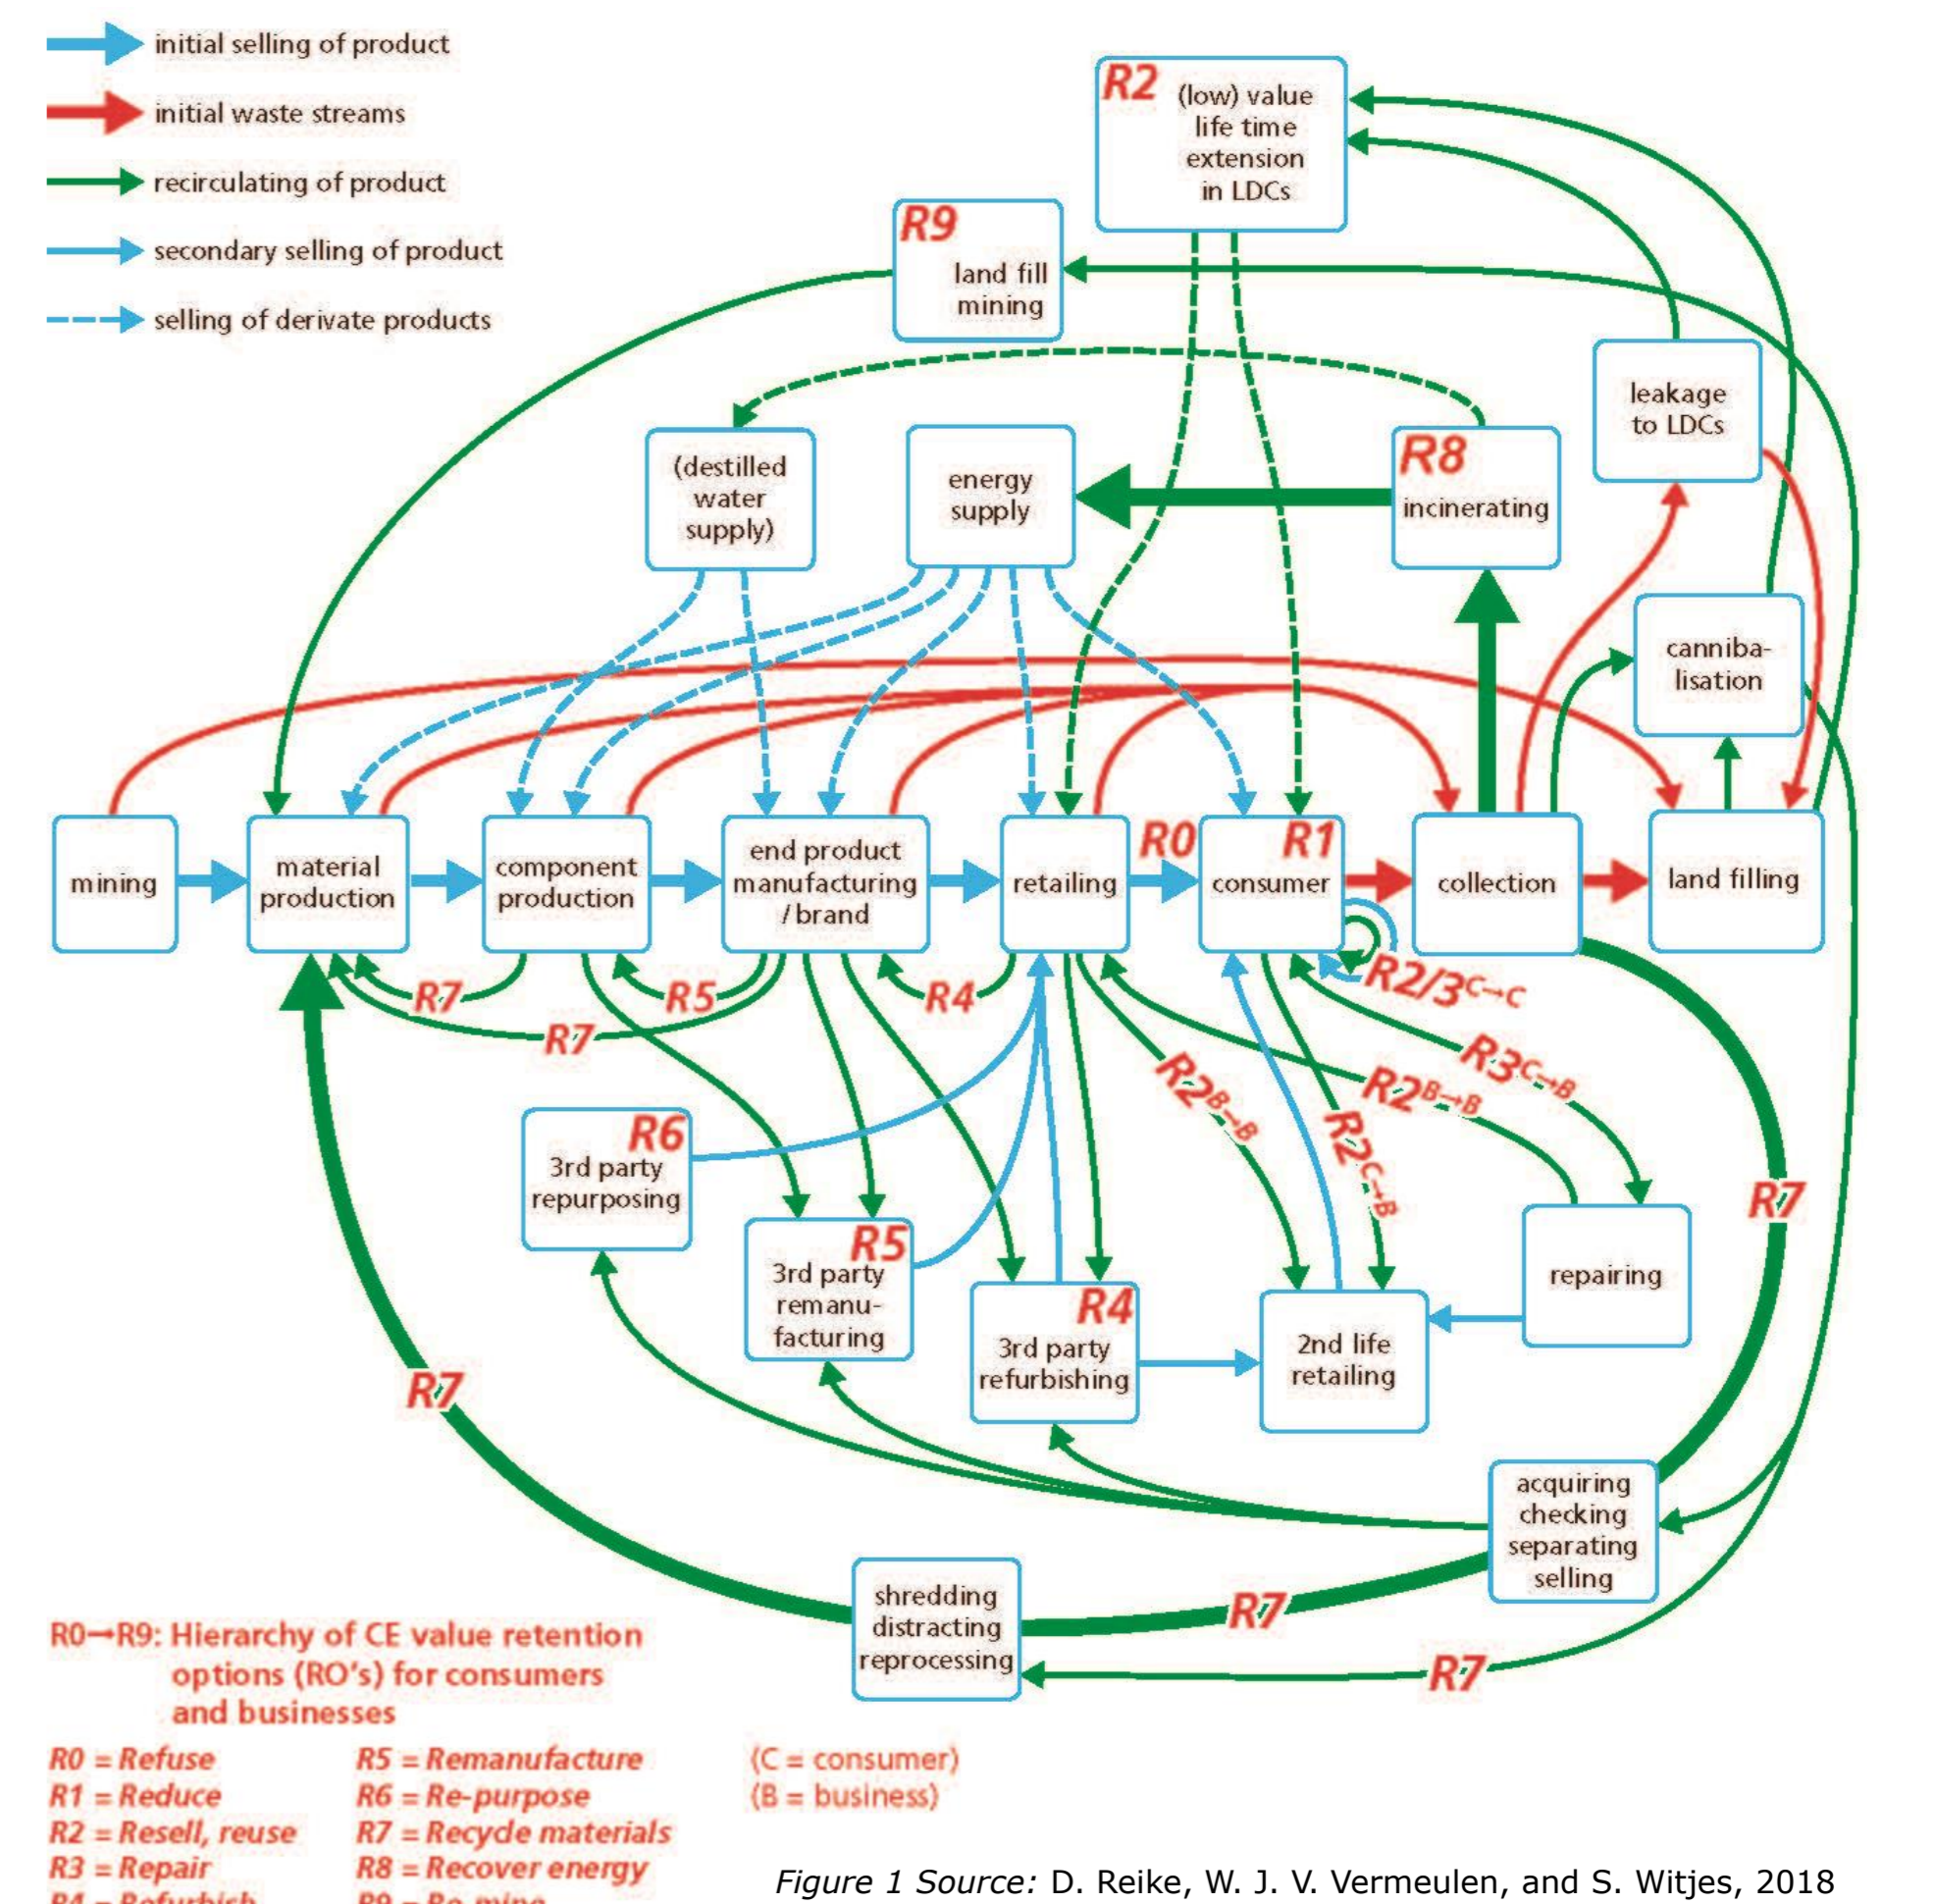 initial selling of product
initial waste streams
recirculating of product
secondary selling of product
selling of derivate products
R2
(low) value
life time
extension
in LDCs
R9
land fill
mining
leakage
to LDCs
(destilled
water
supply)
energy
supply
R8
incinerating
canniba-
lisation
mining
material
production
component
production
end product
manufacturing
/ brand
retailing
R0
R1
consumer
collection
land filling
R7
R5
R4
R2/3C→C
R7
R3C→B
R2B→B
R2B→B
R2C→B
R6
3rd party
repurposing
R7
R5
3rd party
remanu-
facturing
repairing
R4
3rd party
refurbishing
2nd life
retailing
R7
acquiring
checking
separating
selling
shredding
distracting
reprocessing
R7
R7
R0→R9: Hierarchy of CE value retention
options (RO's) for consumers
and businesses
R0 = Refuse
R1 = Reduce
R2 = Resell, reuse
R3 = Repair
R4 = Refurbish
R5 = Remanufacture
R6 = Re-purpose
R7 = Recycle materials
R8 = Recover energy
R9 = Re-mine
(C = consumer)
(B = business)
Figure 1 Source: D. Reike, W. J. V. Vermeulen, and S. Witjes, 2018